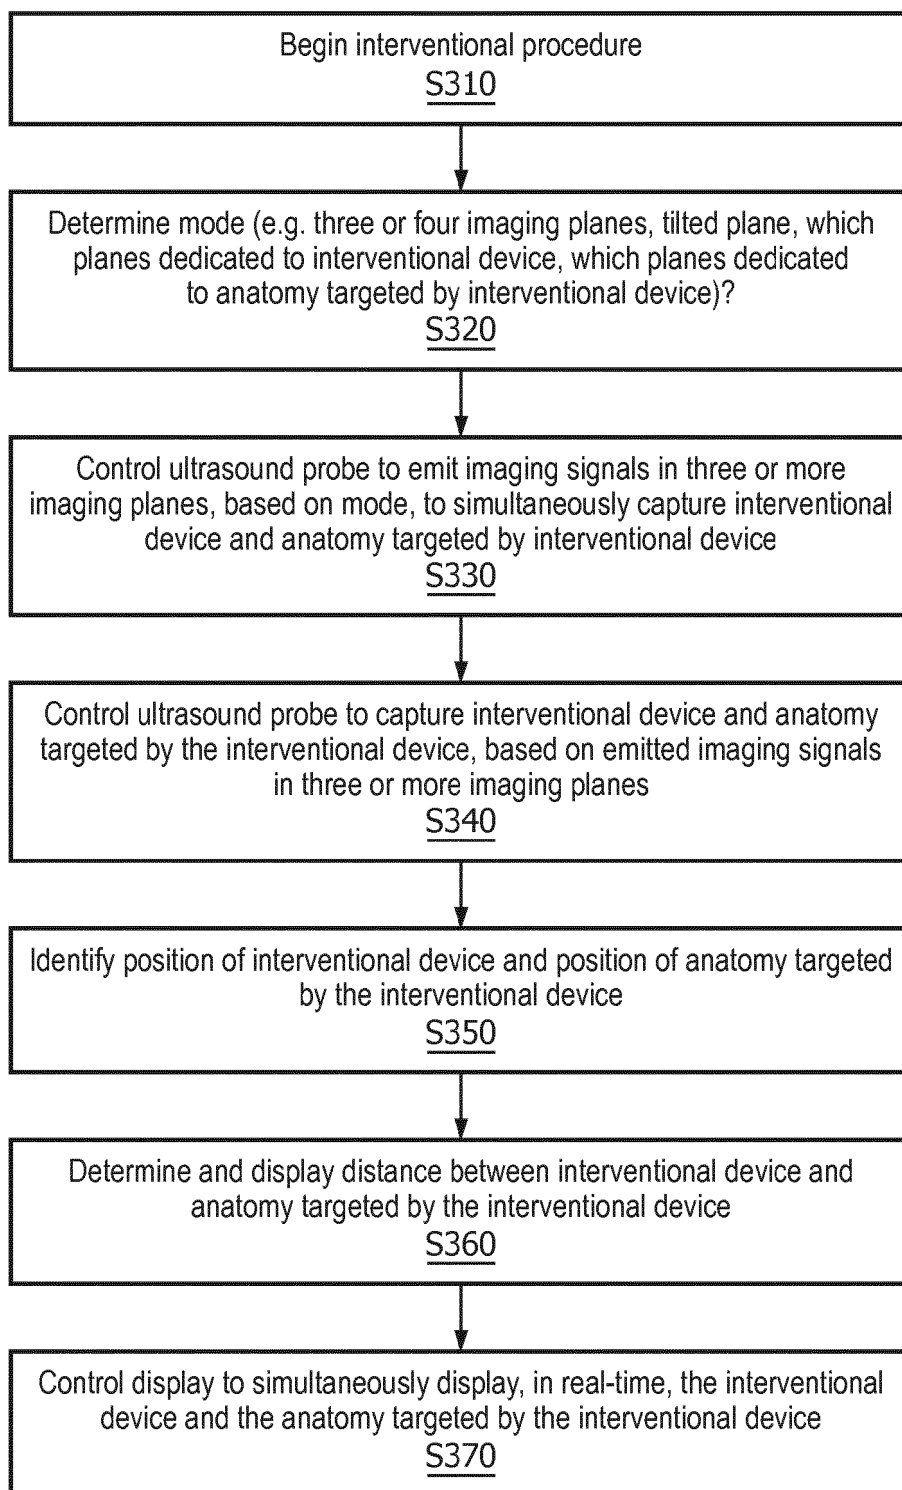 Begin interventional procedure
S310
Determine mode (e.g. three or four imaging planes, tilted plane, which
planes dedicated to interventional device, which planes dedicated
to anatomy targeted by interventional device)?
S320
Control ultrasound probe to emit imaging signals in three or more
imaging planes, based on mode, to simultaneously capture interventional
device and anatomy targeted by interventional device
S330
Control ultrasound probe to capture interventional device and anatomy
targeted by the interventional device, based on emitted imaging signals
in three or more imaging planes
S340
Identify position of interventional device and position of anatomy targeted
by the interventional device
S350
Determine and display distance between interventional device and
anatomy targeted by the interventional device
S360
Control display to simultaneously display, in real-time, the interventional
device and the anatomy targeted by the interventional device
S370